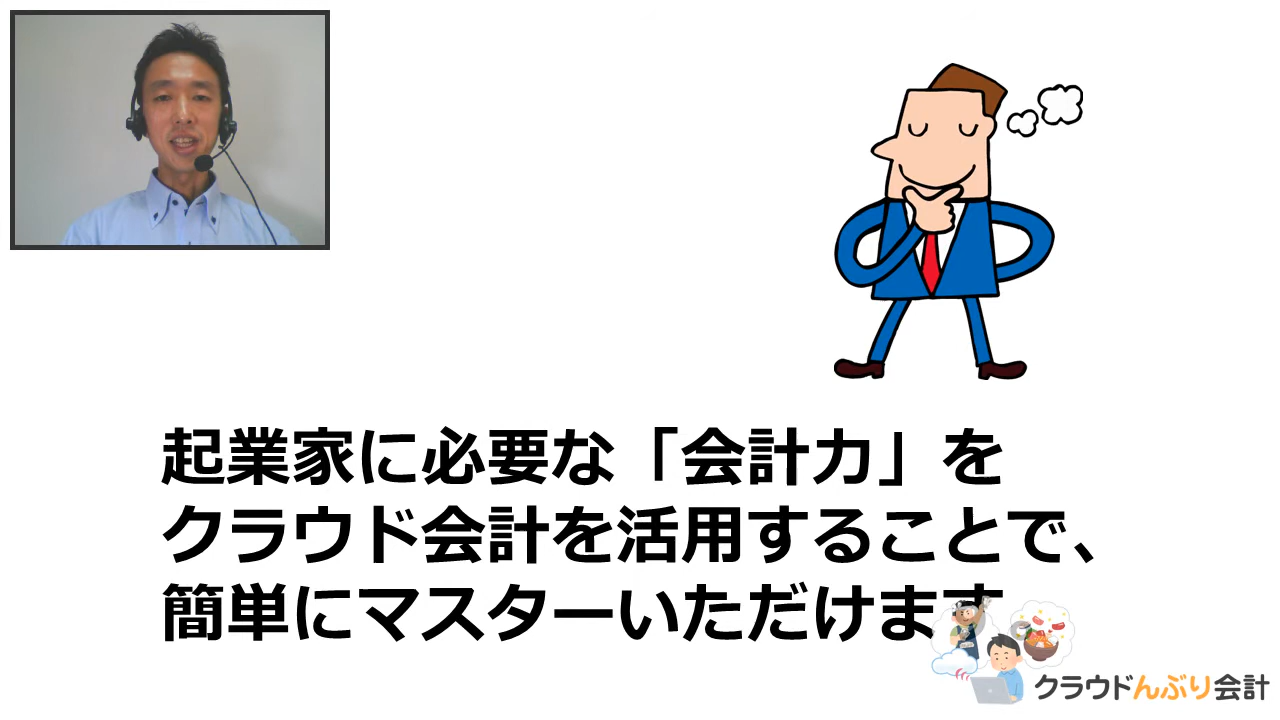 起業家に必要な「会計力」を
クラウド会計を活用することで、
簡単にマスターいただけます
クラウドんぶり会計